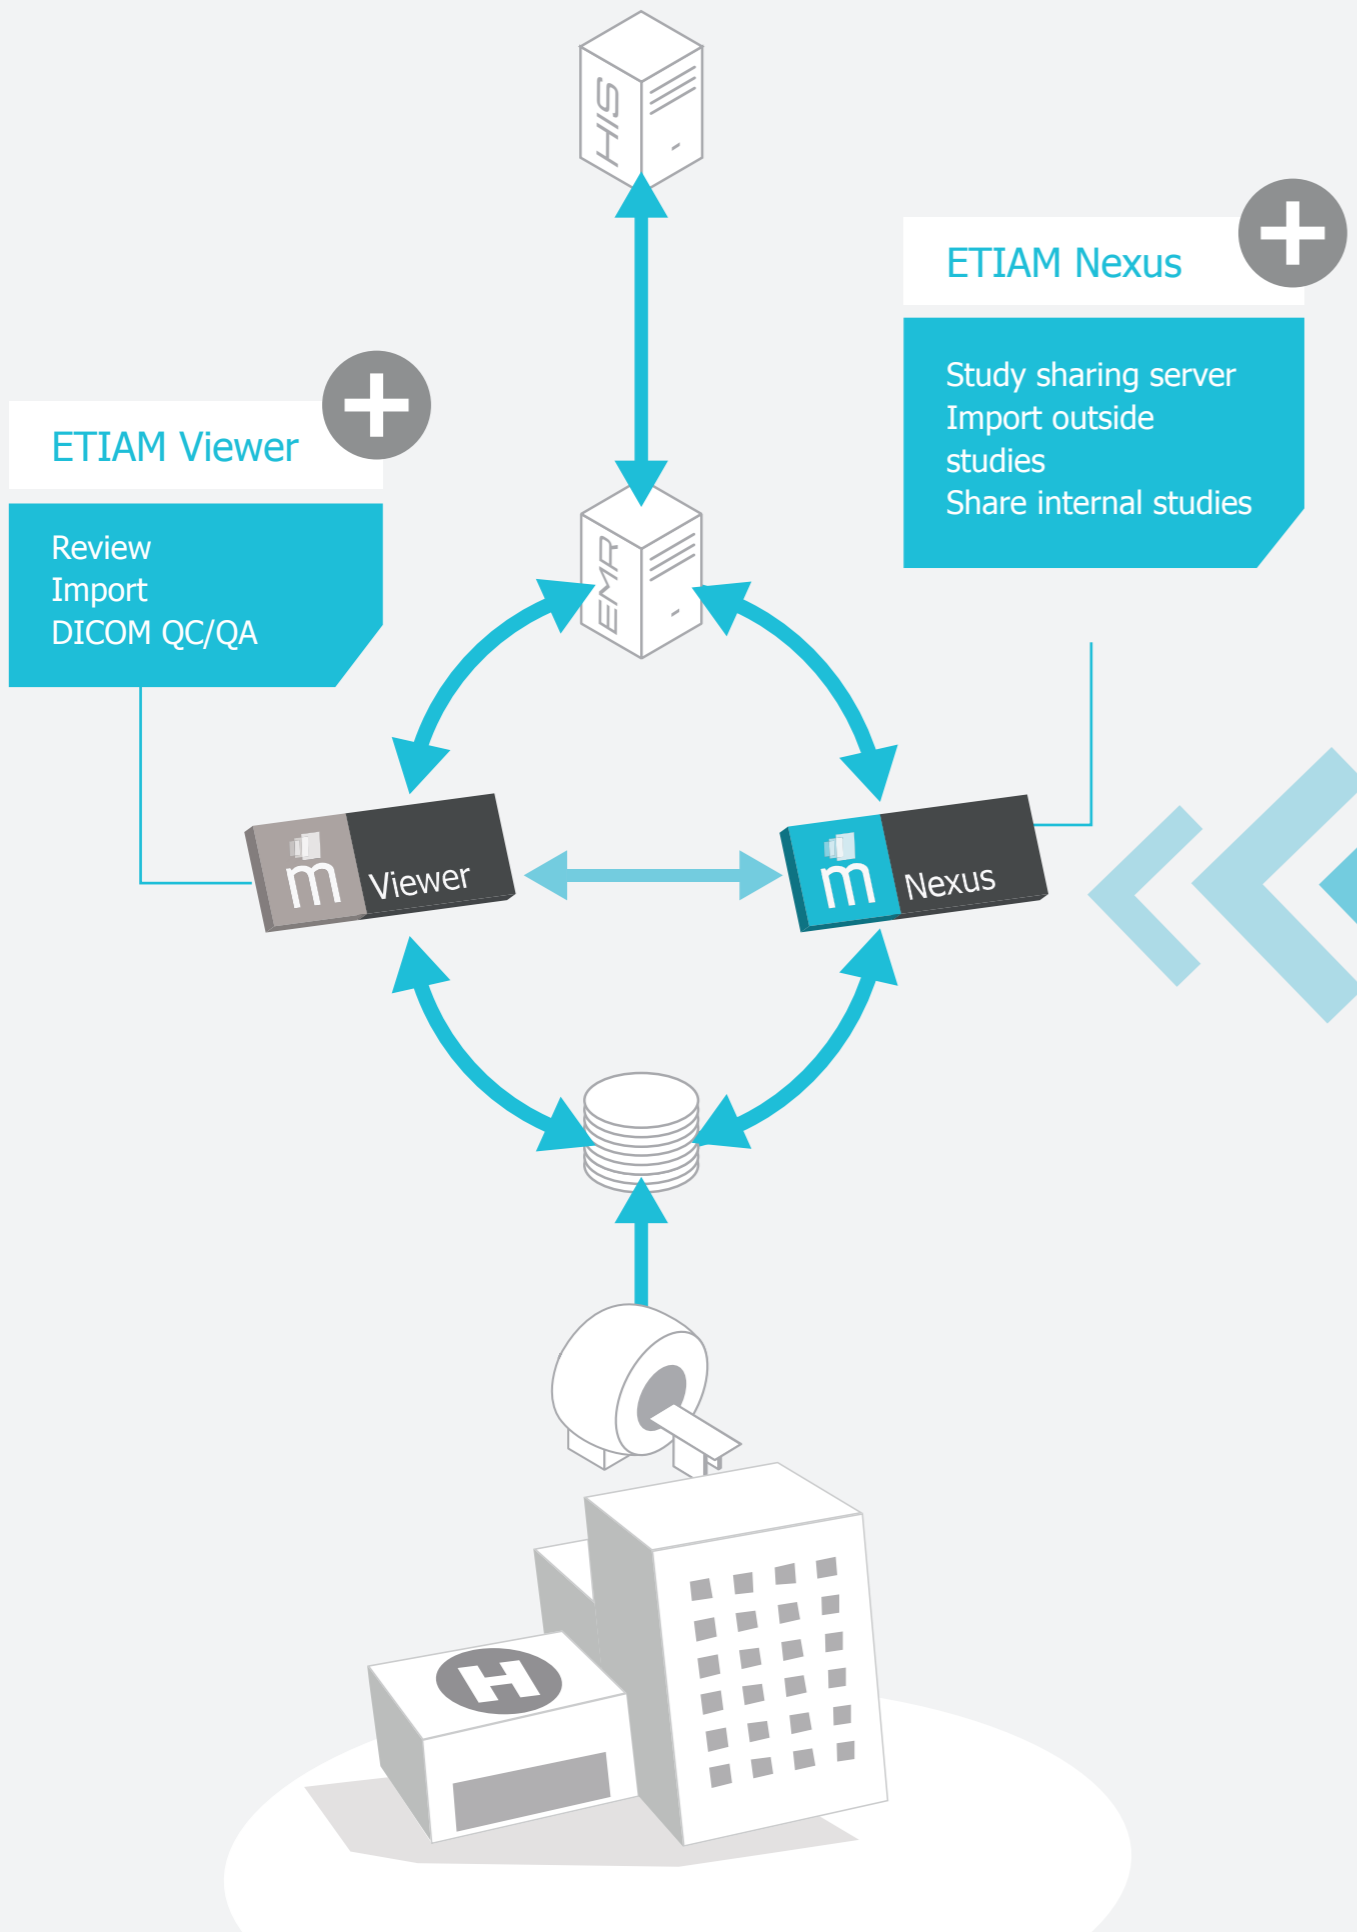 HIS
ETIAM Nexus
Study sharing server
Import outside
studies
Share internal studies
ETIAM Viewer
Review
Import
DICOM QC/QA
EMR
m Viewer
m Nexus
H